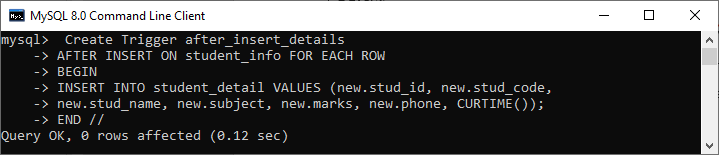 MySQL 8.0 Command Line Client
mysql>  Create Trigger after_insert_details
    -> AFTER INSERT ON student_info FOR EACH ROW
    -> BEGIN
    -> INSERT INTO student_detail VALUES (new.stud_id, new.stud_code,
    -> new.stud_name, new.subject, new.marks, new.phone, CURTIME());
    -> END //
Query OK, 0 rows affected (0.12 sec)